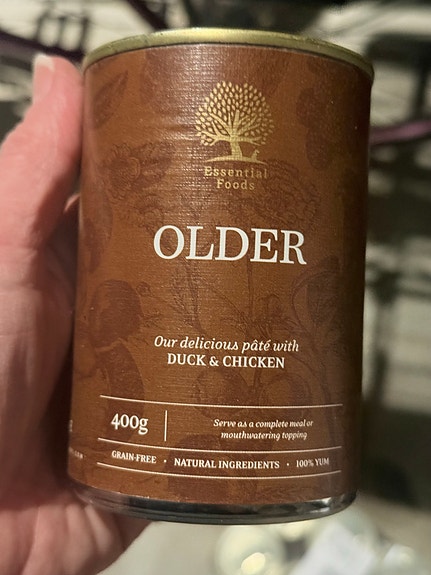 Essential
Foods
OLDER
Our delicious pâté with
DUCK & CHICKEN
400g
Serve as a complete meal or
mouthwatering topping
GRAIN-FREE • NATURAL INGREDIENTS • 100% YUM